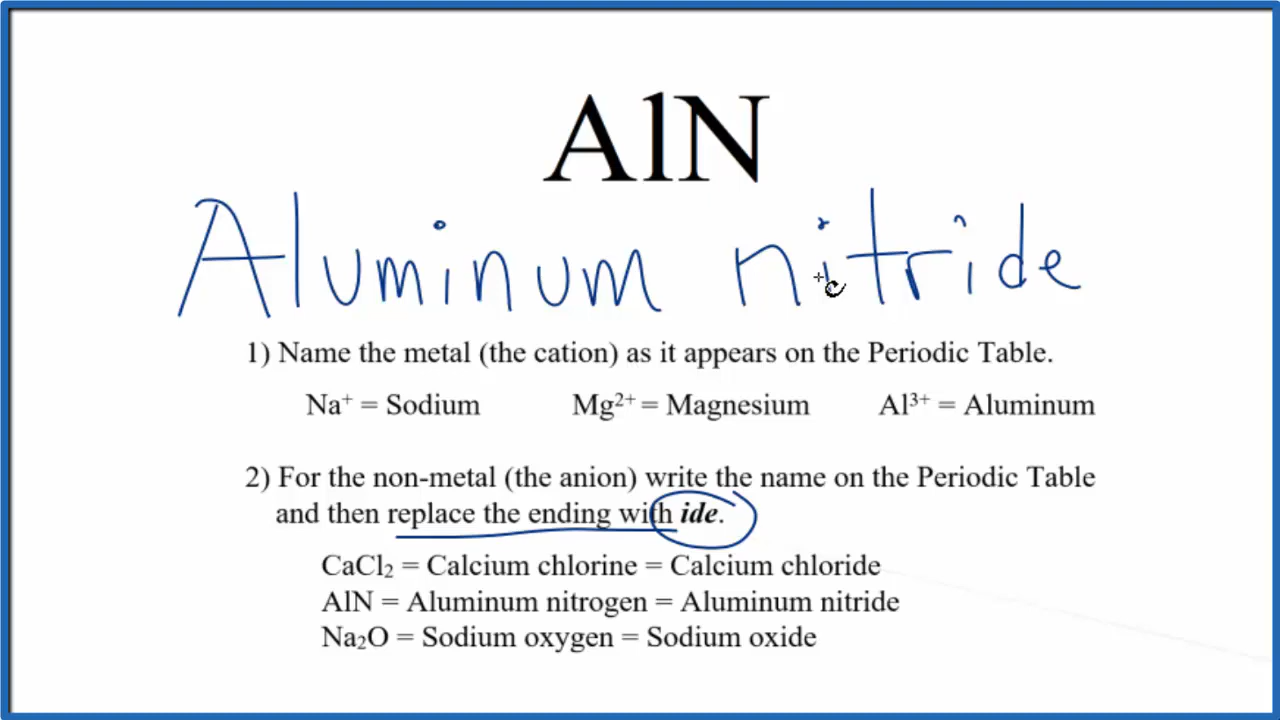 AlN
Aluminum nitride
1) Name the metal (the cation) as it appears on the Periodic Table.
Na⁺ = Sodium Mg²⁺ = Magnesium Al³⁺ = Aluminum
2) For the non-metal (the anion) write the name on the Periodic Table
and then replace the ending with ide.
CaCl₂ = Calcium chlorine = Calcium chloride
AlN = Aluminum nitrogen = Aluminum nitride
Na₂O = Sodium oxygen = Sodium oxide